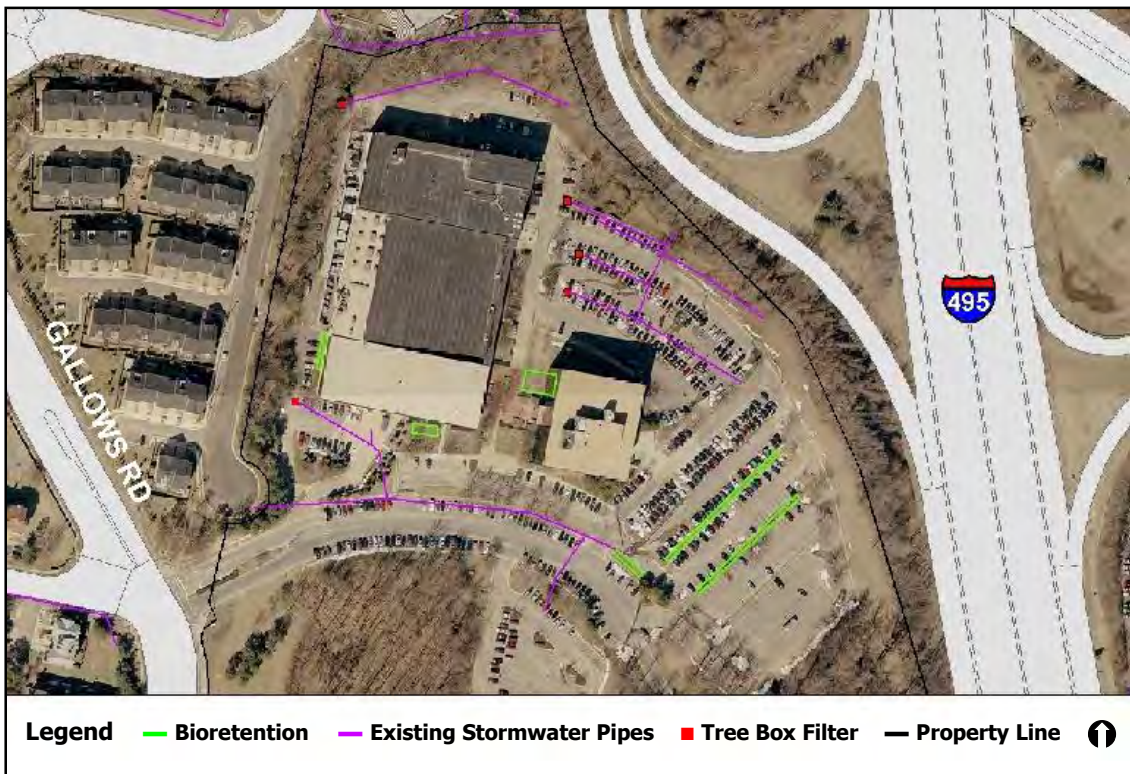 495
GALLOWS RD
Legend Bioretention Existing Stormwater Pipes Tree Box Filter Property Line